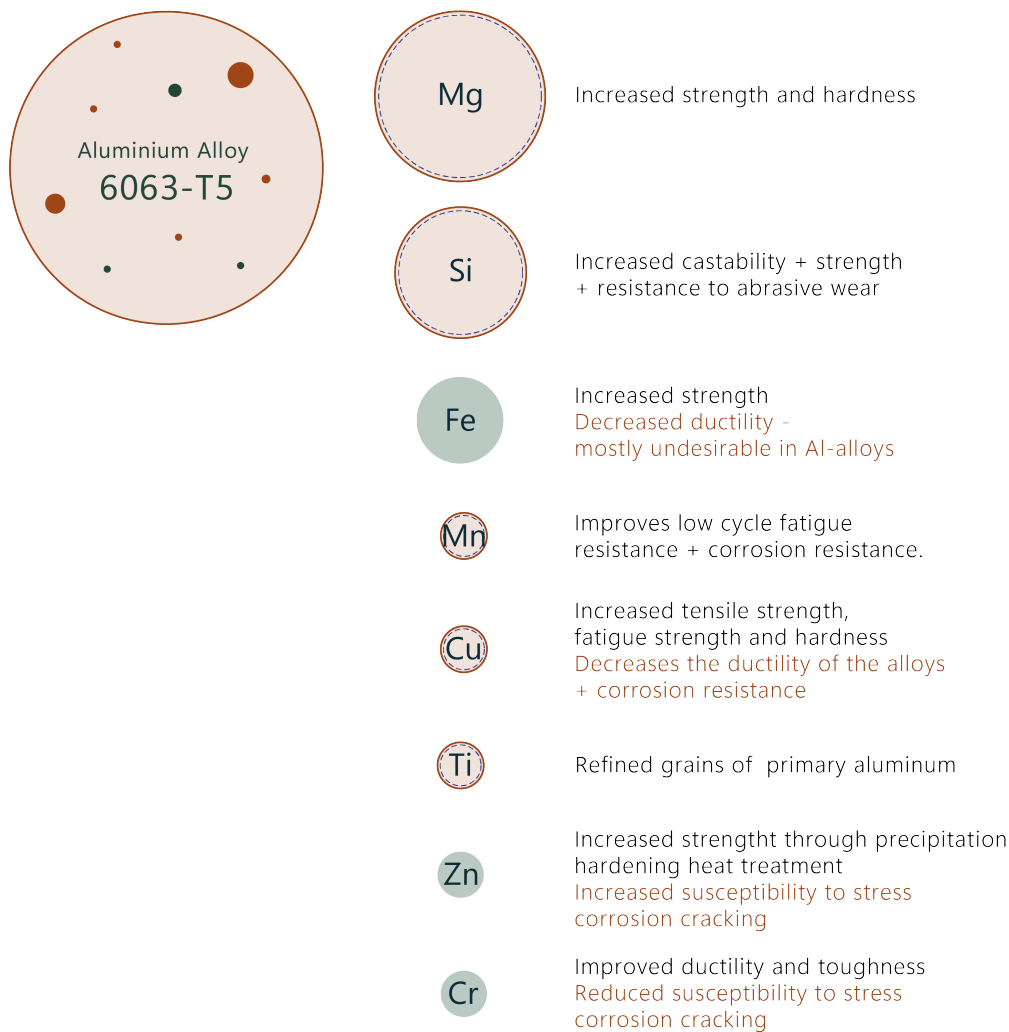 Aluminium Alloy
6063-T5
Mg
Increased strength and hardness
Si
Increased castability + strength
+ resistance to abrasive wear
Fe
Increased strength
Decreased ductility -
mostly undesirable in Al-alloys
Mn
Improves low cycle fatigue
resistance + corrosion resistance.
Cu
Increased tensile strength,
fatigue strength and hardness
Decreases the ductility of the alloys
+ corrosion resistance
Ti
Refined grains of primary aluminum
Zn
Increased strengtht through precipitation
hardening heat treatment
Increased susceptibility to stress
corrosion cracking
Cr
Improved ductility and toughness
Reduced susceptibility to stress
corrosion cracking